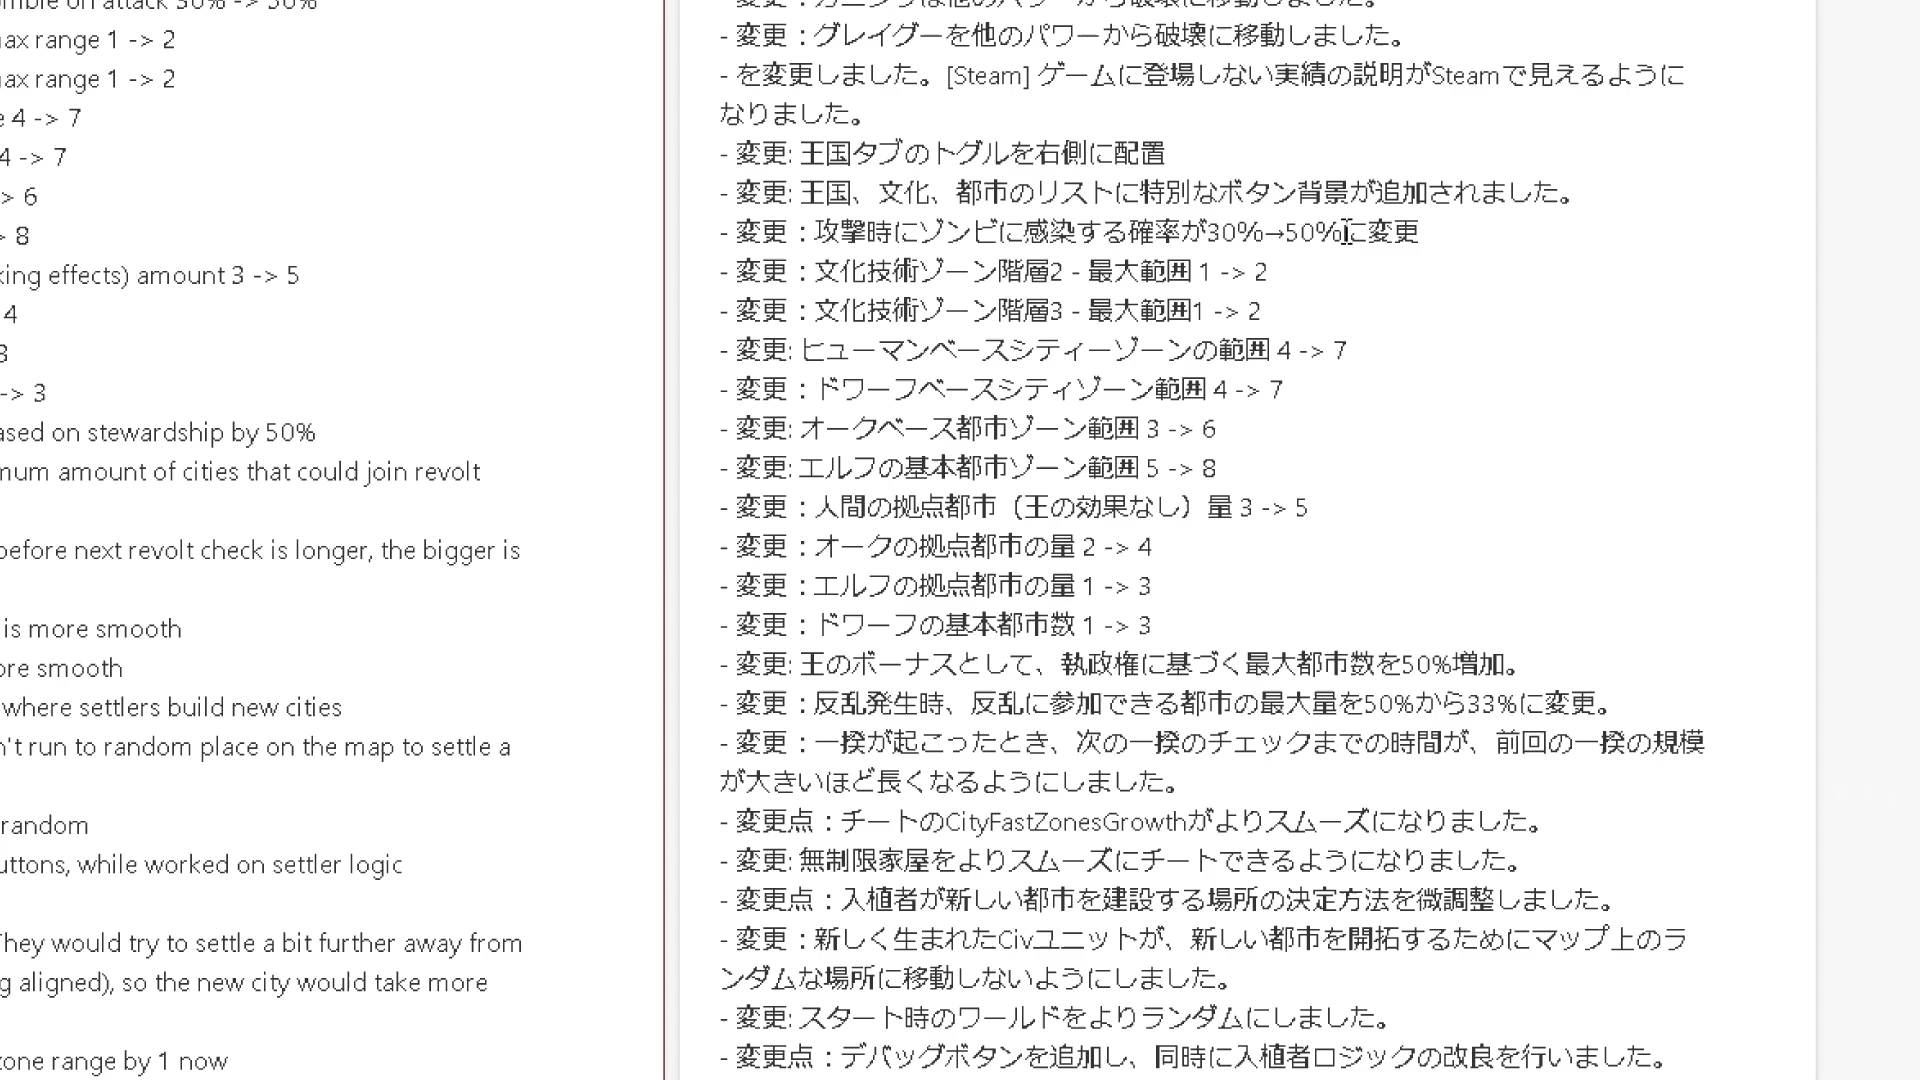 on attack 30% -> 50%
max range 1 -> 2
max range 1 -> 2
4 -> 7
4 -> 7
> 6
> 8
king effects) amount 3 -> 5
4
3
-> 3
based on stewardship by 50%
mum amount of cities that could join revolt
before next revolt check is longer, the bigger is
is more smooth
ore smooth
where settlers build new cities
n't run to random place on the map to settle a
random
uttons, while worked on settler logic
They would try to settle a bit further away from
g aligned), so the new city would take more
zone range by 1 now
- 変更：グレイグーを他のパワーから破壊に移動しました。
- を変更しました。[Steam] ゲームに登場しない実績の説明がSteamで見えるように
なりました。
- 変更: 王国タブのトグルを右側に配置
- 変更: 王国、文化、都市のリストに特別なボタン背景が追加されました。
- 変更：攻撃時にゾンビに感染する確率が30%→50%に変更
- 変更：文化技術ゾーン階層2 - 最大範囲 1 -> 2
- 変更：文化技術ゾーン階層3 - 最大範囲1 -> 2
- 変更: ヒューマンベースシティーゾーンの範囲 4 -> 7
- 変更：ドワーフベースシティゾーン範囲 4 -> 7
- 変更: オークベース都市ゾーン範囲 3 -> 6
- 変更: エルフの基本都市ゾーン範囲 5 -> 8
- 変更：人間の拠点都市（王の効果なし）量 3 -> 5
- 変更：オークの拠点都市の量 2 -> 4
- 変更：エルフの拠点都市の量 1 -> 3
- 変更：ドワーフの基本都市数 1 -> 3
- 変更: 王のボーナスとして、執政権に基づく最大都市数を50%増加。
- 変更：反乱発生時、反乱に参加できる都市の最大量を50%から33%に変更。
- 変更：一揆が起こったとき、次の一揆のチェックまでの時間が、前回の一揆の規模
が大きいほど長くなるようにしました。
- 変更点：チートのCityFastZonesGrowthがよりスムーズになりました。
- 変更: 無制限家屋をよりスムーズにチートできるようになりました。
- 変更点：入植者が新しい都市を建設する場所の決定方法を微調整しました。
- 変更：新しく生まれたCivユニットが、新しい都市を開拓するためにマップ上のラ
ンダムな場所に移動しないようにしました。
- 変更: スタート時のワールドをよりランダムにしました。
- 変更点：デバッグボタンを追加し、同時に入植者ロジックの改良を行いました。